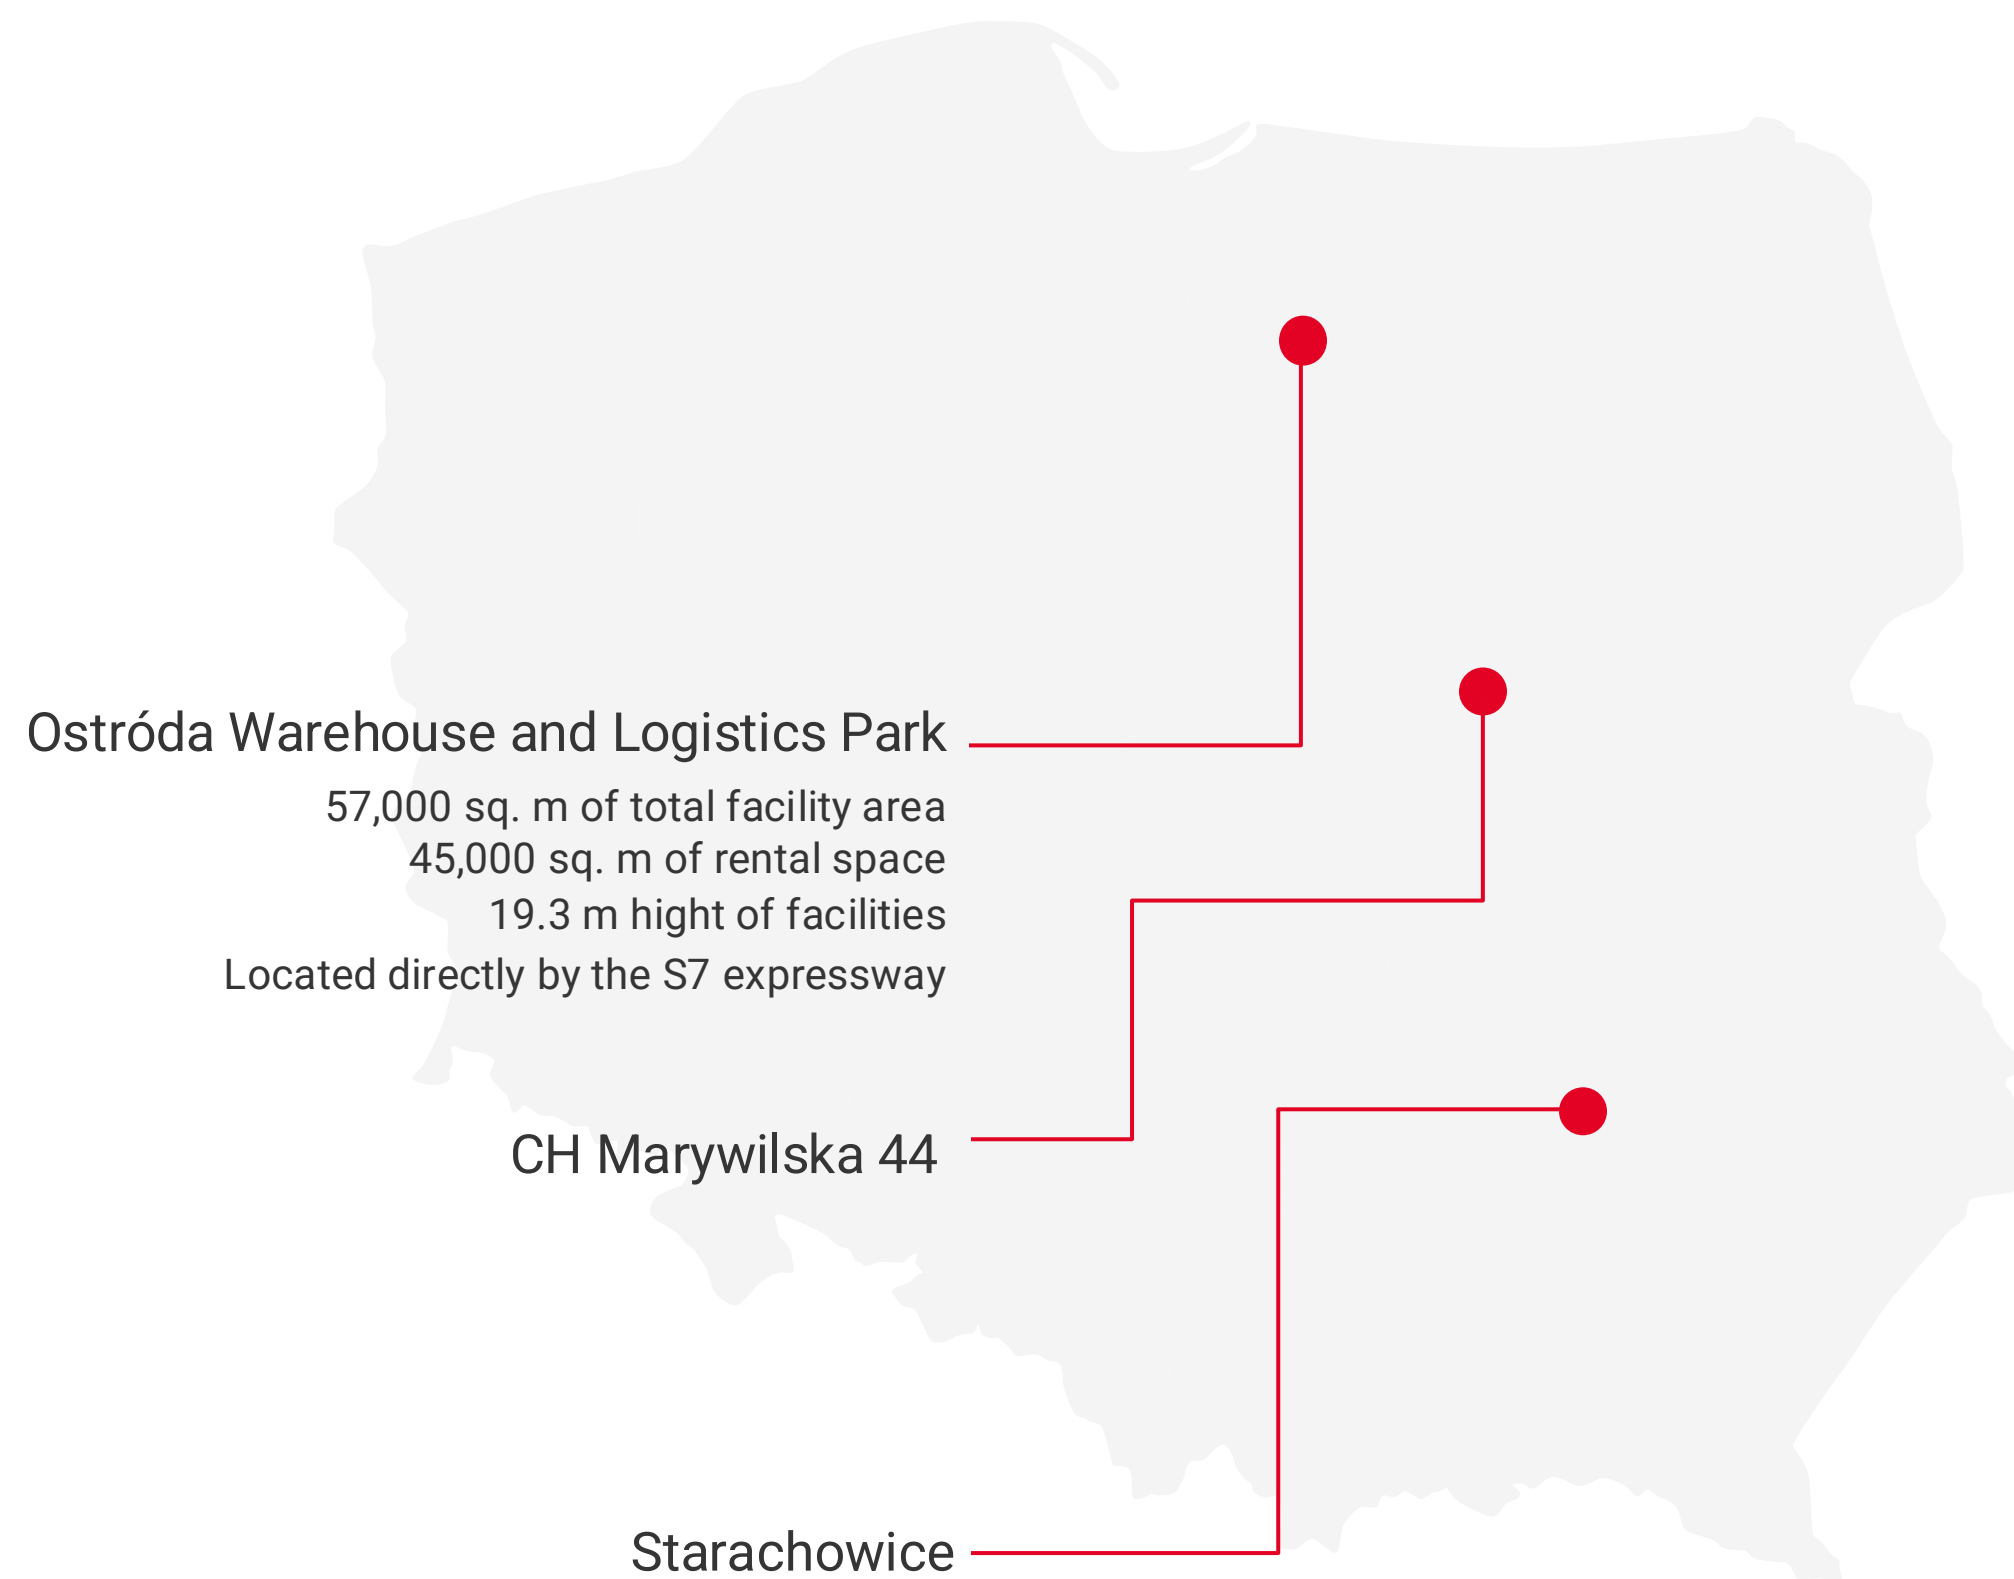 Ostróda Warehouse and Logistics Park
57,000 sq. m of total facility area
45,000 sq. m of rental space
19.3 m hight of facilities
Located directly by the S7 expressway
CH Marywilska 44
Starachowice